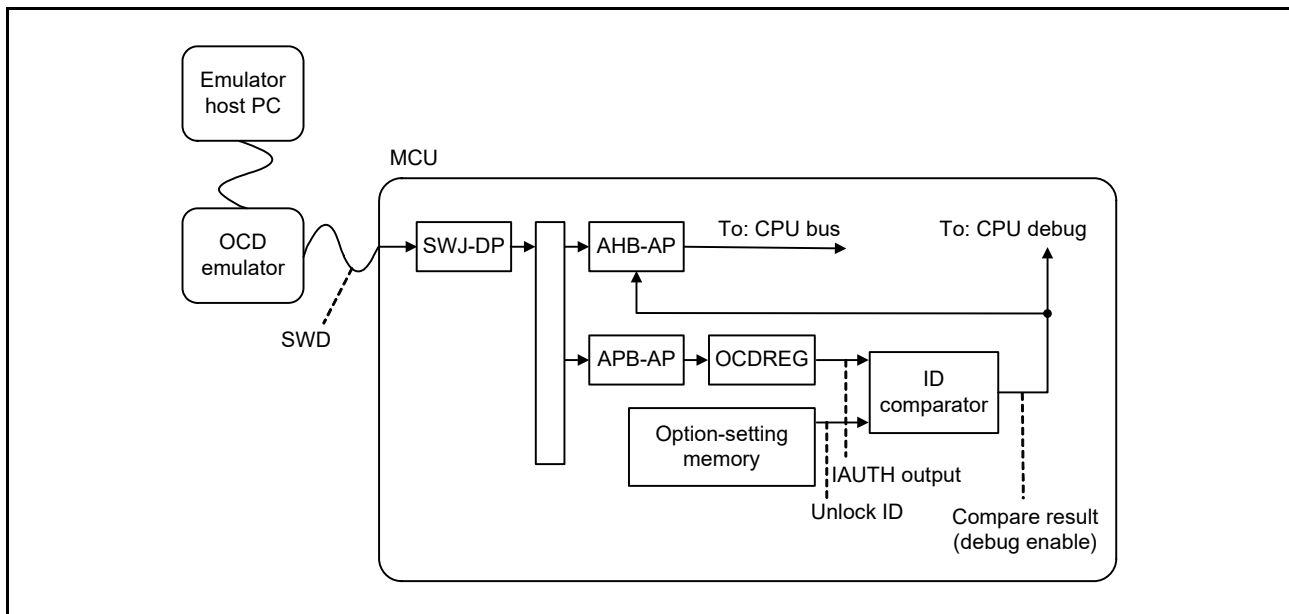 Emulator
host PC
MCU
OCD
emulator
SWD
SWJ-DP
AHB-AP
To: CPU bus
To: CPU debug
APB-AP
OCDREG
ID
comparator
Option-setting
memory
IAUTH output
Unlock ID
Compare result
(debug enable)